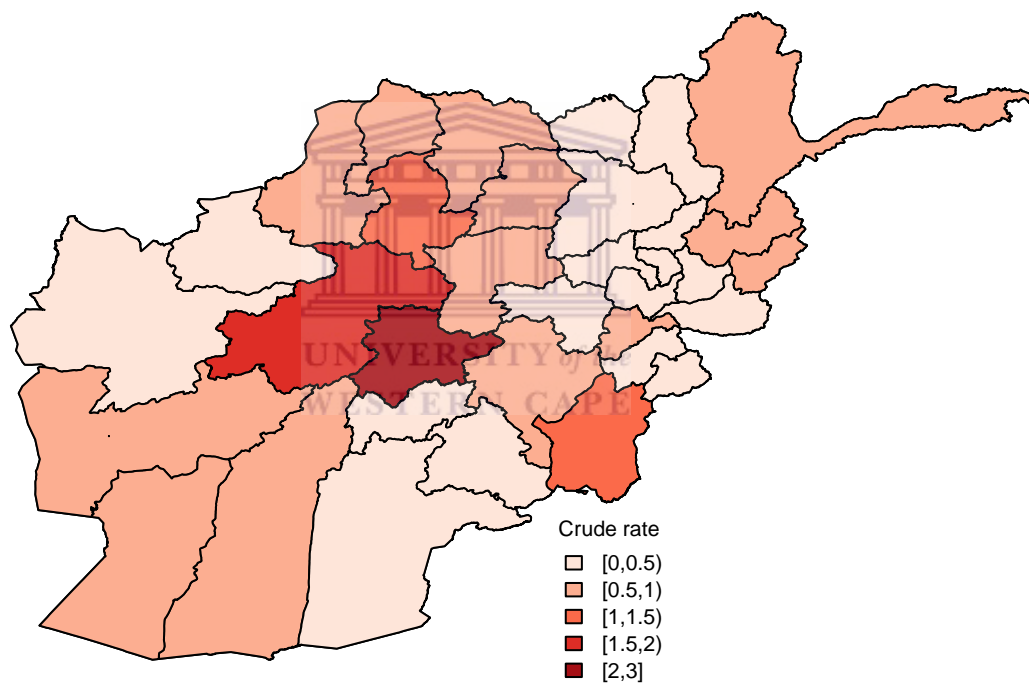 UNIVERSITY of the
WESTERN CAPE
Crude rate
[0,0.5)
[0.5,1)
[1,1.5)
[1.5,2)
[2,3]